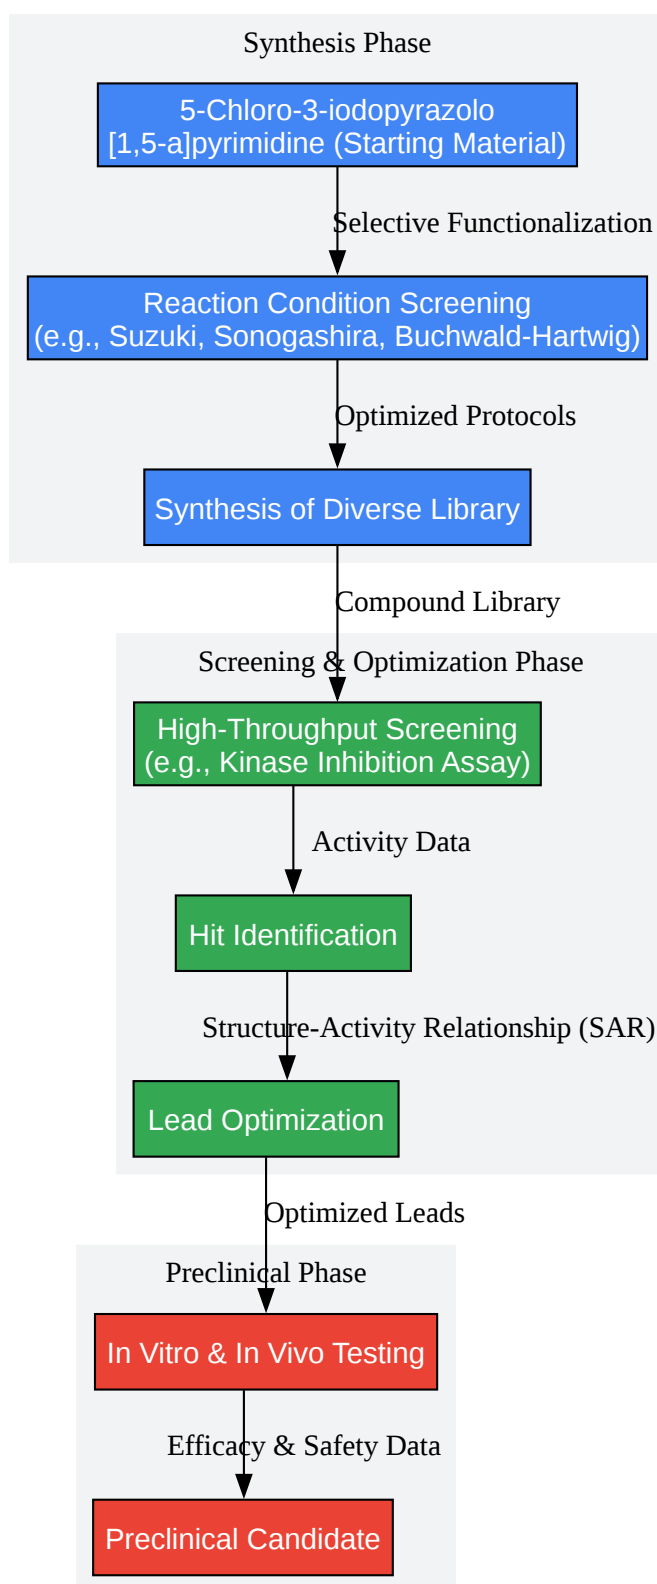 Synthesis Phase
5-Chloro-3-iodopyrazolo
[1,5-a]pyrimidine (Starting Material)
Selective Functionalization
Reaction Condition Screening
(e.g., Suzuki, Sonogashira, Buchwald-Hartwig)
Optimized Protocols
Synthesis of Diverse Library
Compound Library
Screening & Optimization Phase
High-Throughput Screening
(e.g., Kinase Inhibition Assay)
Activity Data
Hit Identification
Structure-Activity Relationship (SAR)
Lead Optimization
Optimized Leads
Preclinical Phase
In Vitro & In Vivo Testing
Efficacy & Safety Data
Preclinical Candidate